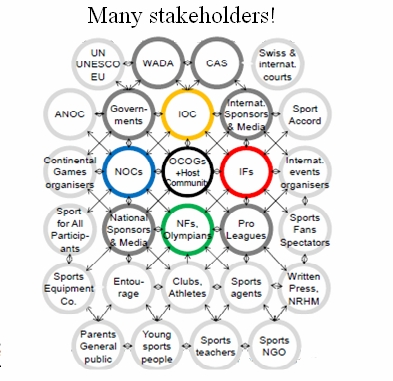 Many stakeholders!
UN
UNESCO
EU
WADA
CAS
Swiss &
internat.
courts
ANOC
Govern-
ments
IOC
Internat.
Sponsors
& Media
Sport
Accord
Continental
Games
organisers
NOCs
OCOGs
+Host
Community
IFs
Internat.
events
organisers
Sport
for All
Particip-
ants
National
Sponsors
& Media
NFs,
Olympians
Pro
Leagues
Sports
Fans
Spectators
Sports
Equipment
Co.
Entou-
rage
Clubs,
Athletes
Sports
agents
Written
Press,
NRHM
Parents
General
public
Young
sports
people
Sports
teachers
Sports
NGO